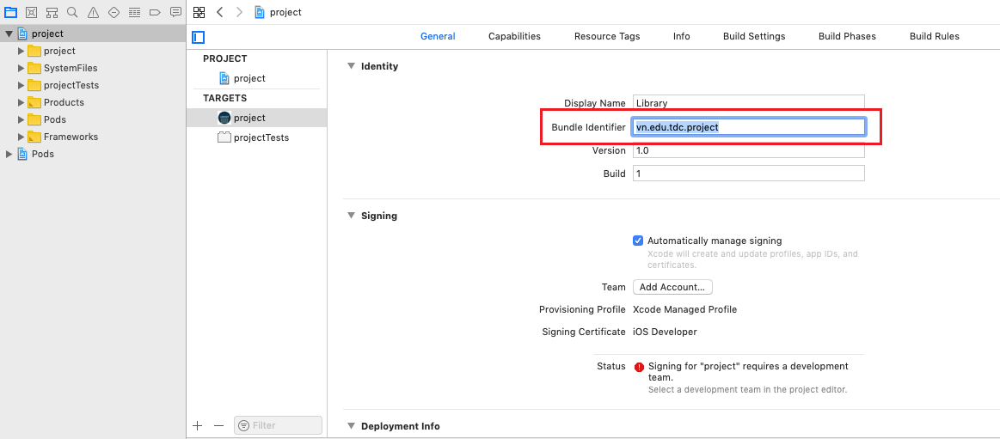 project
General
Capabilities
Resource Tags
Info
Build Settings
Build Phases
Build Rules
project
project
SystemFiles
projectTests
Products
Pods
Frameworks
Pods
PROJECT
project
TARGETS
project
projectTests
Filter
Identity
Display Name Library
Bundle Identifier vn.edu.tdc.project
Version 1.0
Build 1
Signing
Automatically manage signing
Xcode will create and update profiles, app IDs, and
certificates.
Team Add Account...
Provisioning Profile Xcode Managed Profile
Signing Certificate iOS Developer
Status Signing for "project" requires a development
team.
Select a development team in the project editor.
Deployment Info